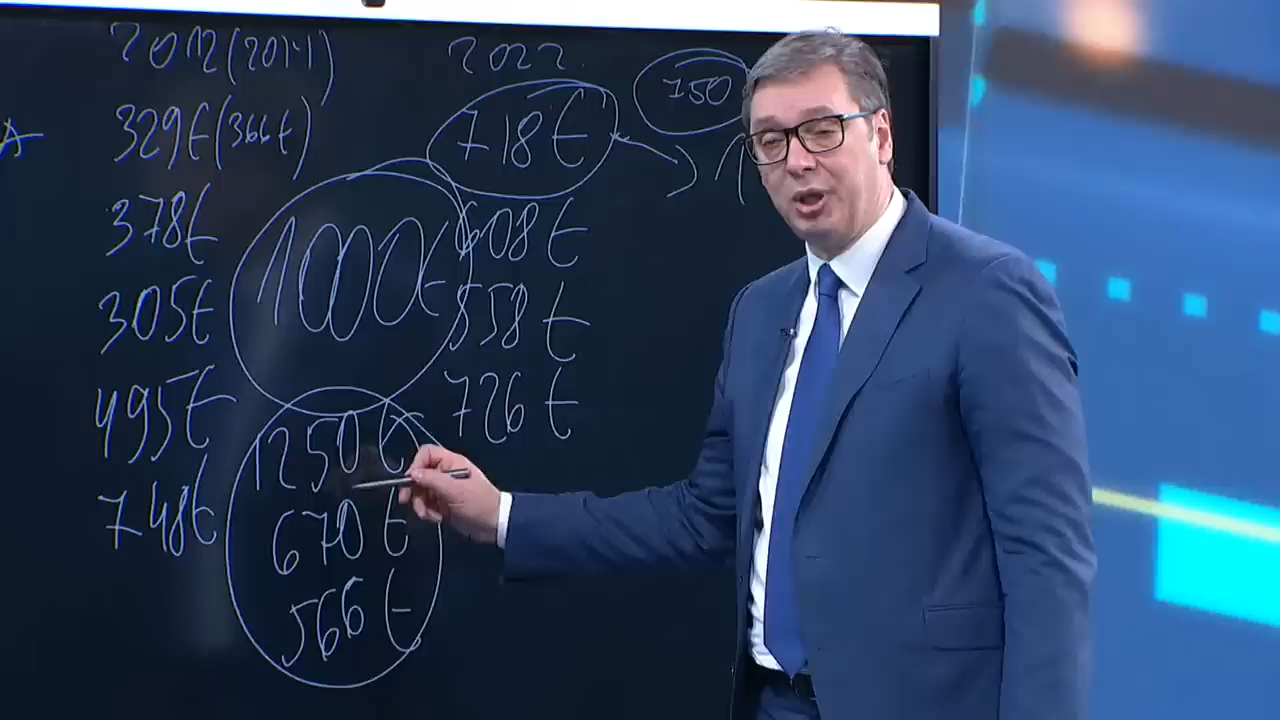 2012 (2014) 2022.
750
329€ (366€) 718€
378€ 1000€ 608€
305€ 558€
495€ 726€
1250€
748€ 670€
566€